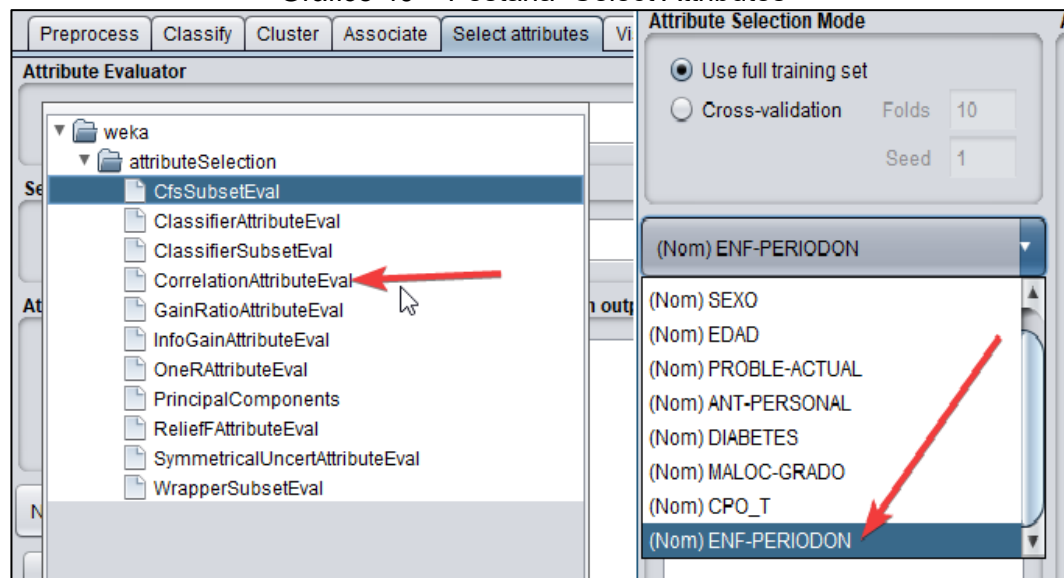 Preprocess Classify Cluster Associate Select attributes
Attribute Evaluator
weka
attributeSelection
CfsSubsetEval
ClassifierAttributeEval
ClassifierSubsetEval
CorrelationAttributeEval
GainRatioAttributeEval
InfoGainAttributeEval
OneRAttributeEval
PrincipalComponents
ReliefFAttributeEval
SymmetricalUncertAttributeEval
WrapperSubsetEval
Attribute Selection Mode
Use full training set
Cross-validation Folds 10
Seed 1
(Nom) ENF-PERIODON
(Nom) SEXO
(Nom) EDAD
(Nom) PROBLE-ACTUAL
(Nom) ANT-PERSONAL
(Nom) DIABETES
(Nom) MALOC-GRADO
(Nom) CPO_T
(Nom) ENF-PERIODON